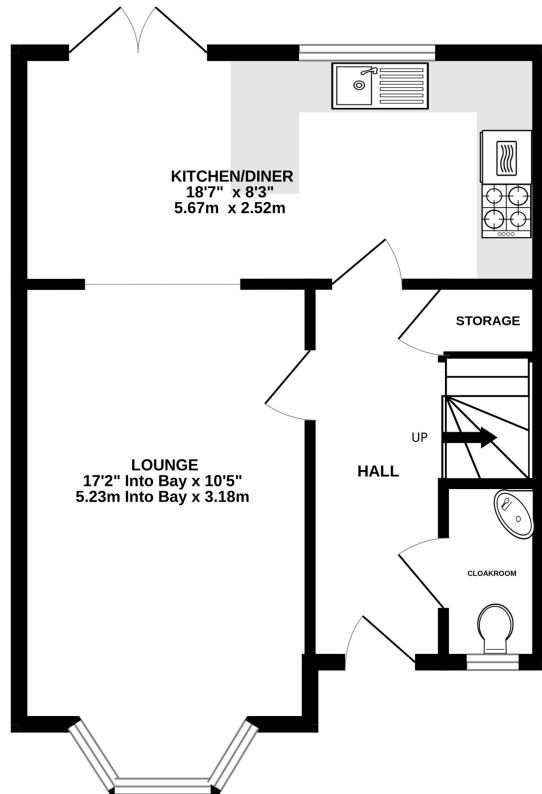 KITCHEN/DINER
18'7" x 8'3"
5.67m x 2.52m
STORAGE
UP
HALL
LOUNGE
17'2" Into Bay x 10'5"
5.23m Into Bay x 3.18m
CLOAKROOM